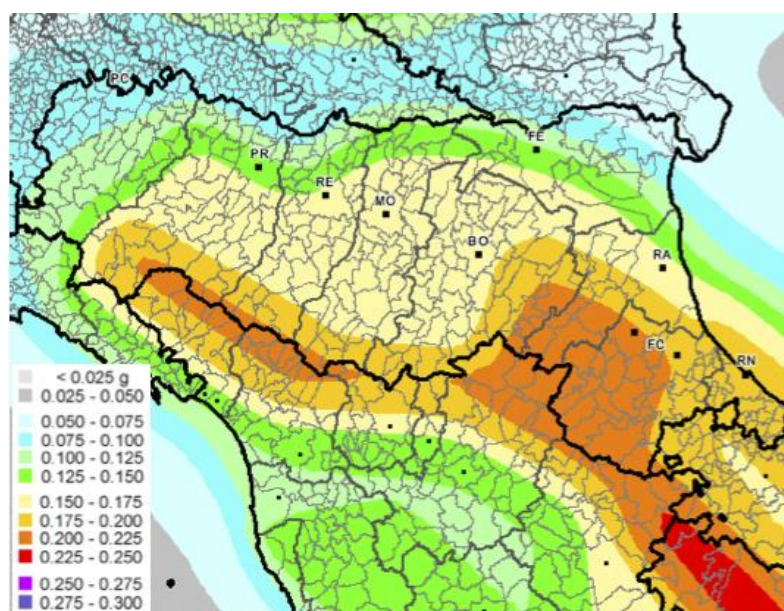 PC
FE
PR
RE
MO
BO
RA
FC
RN
< 0.025 g
0.025 - 0.050
0.050 - 0.075
0.075 - 0.100
0.100 - 0.125
0.125 - 0.150
0.150 - 0.175
0.175 - 0.200
0.200 - 0.225
0.225 - 0.250
0.250 - 0.275
0.275 - 0.300